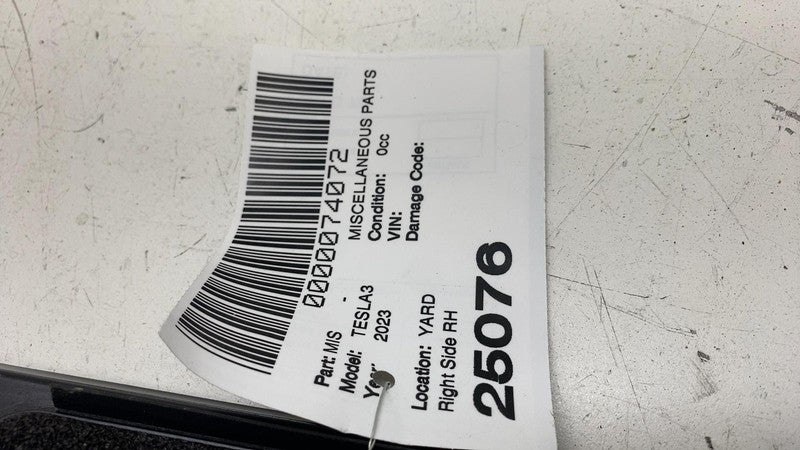 0000074072
Part: MIS - MISCELLANEOUS PARTS
Model: TESLA3 Condition: 0cc
Year: 2023 VIN:
Damage Code:
Location: YARD
Right Side RH
25076